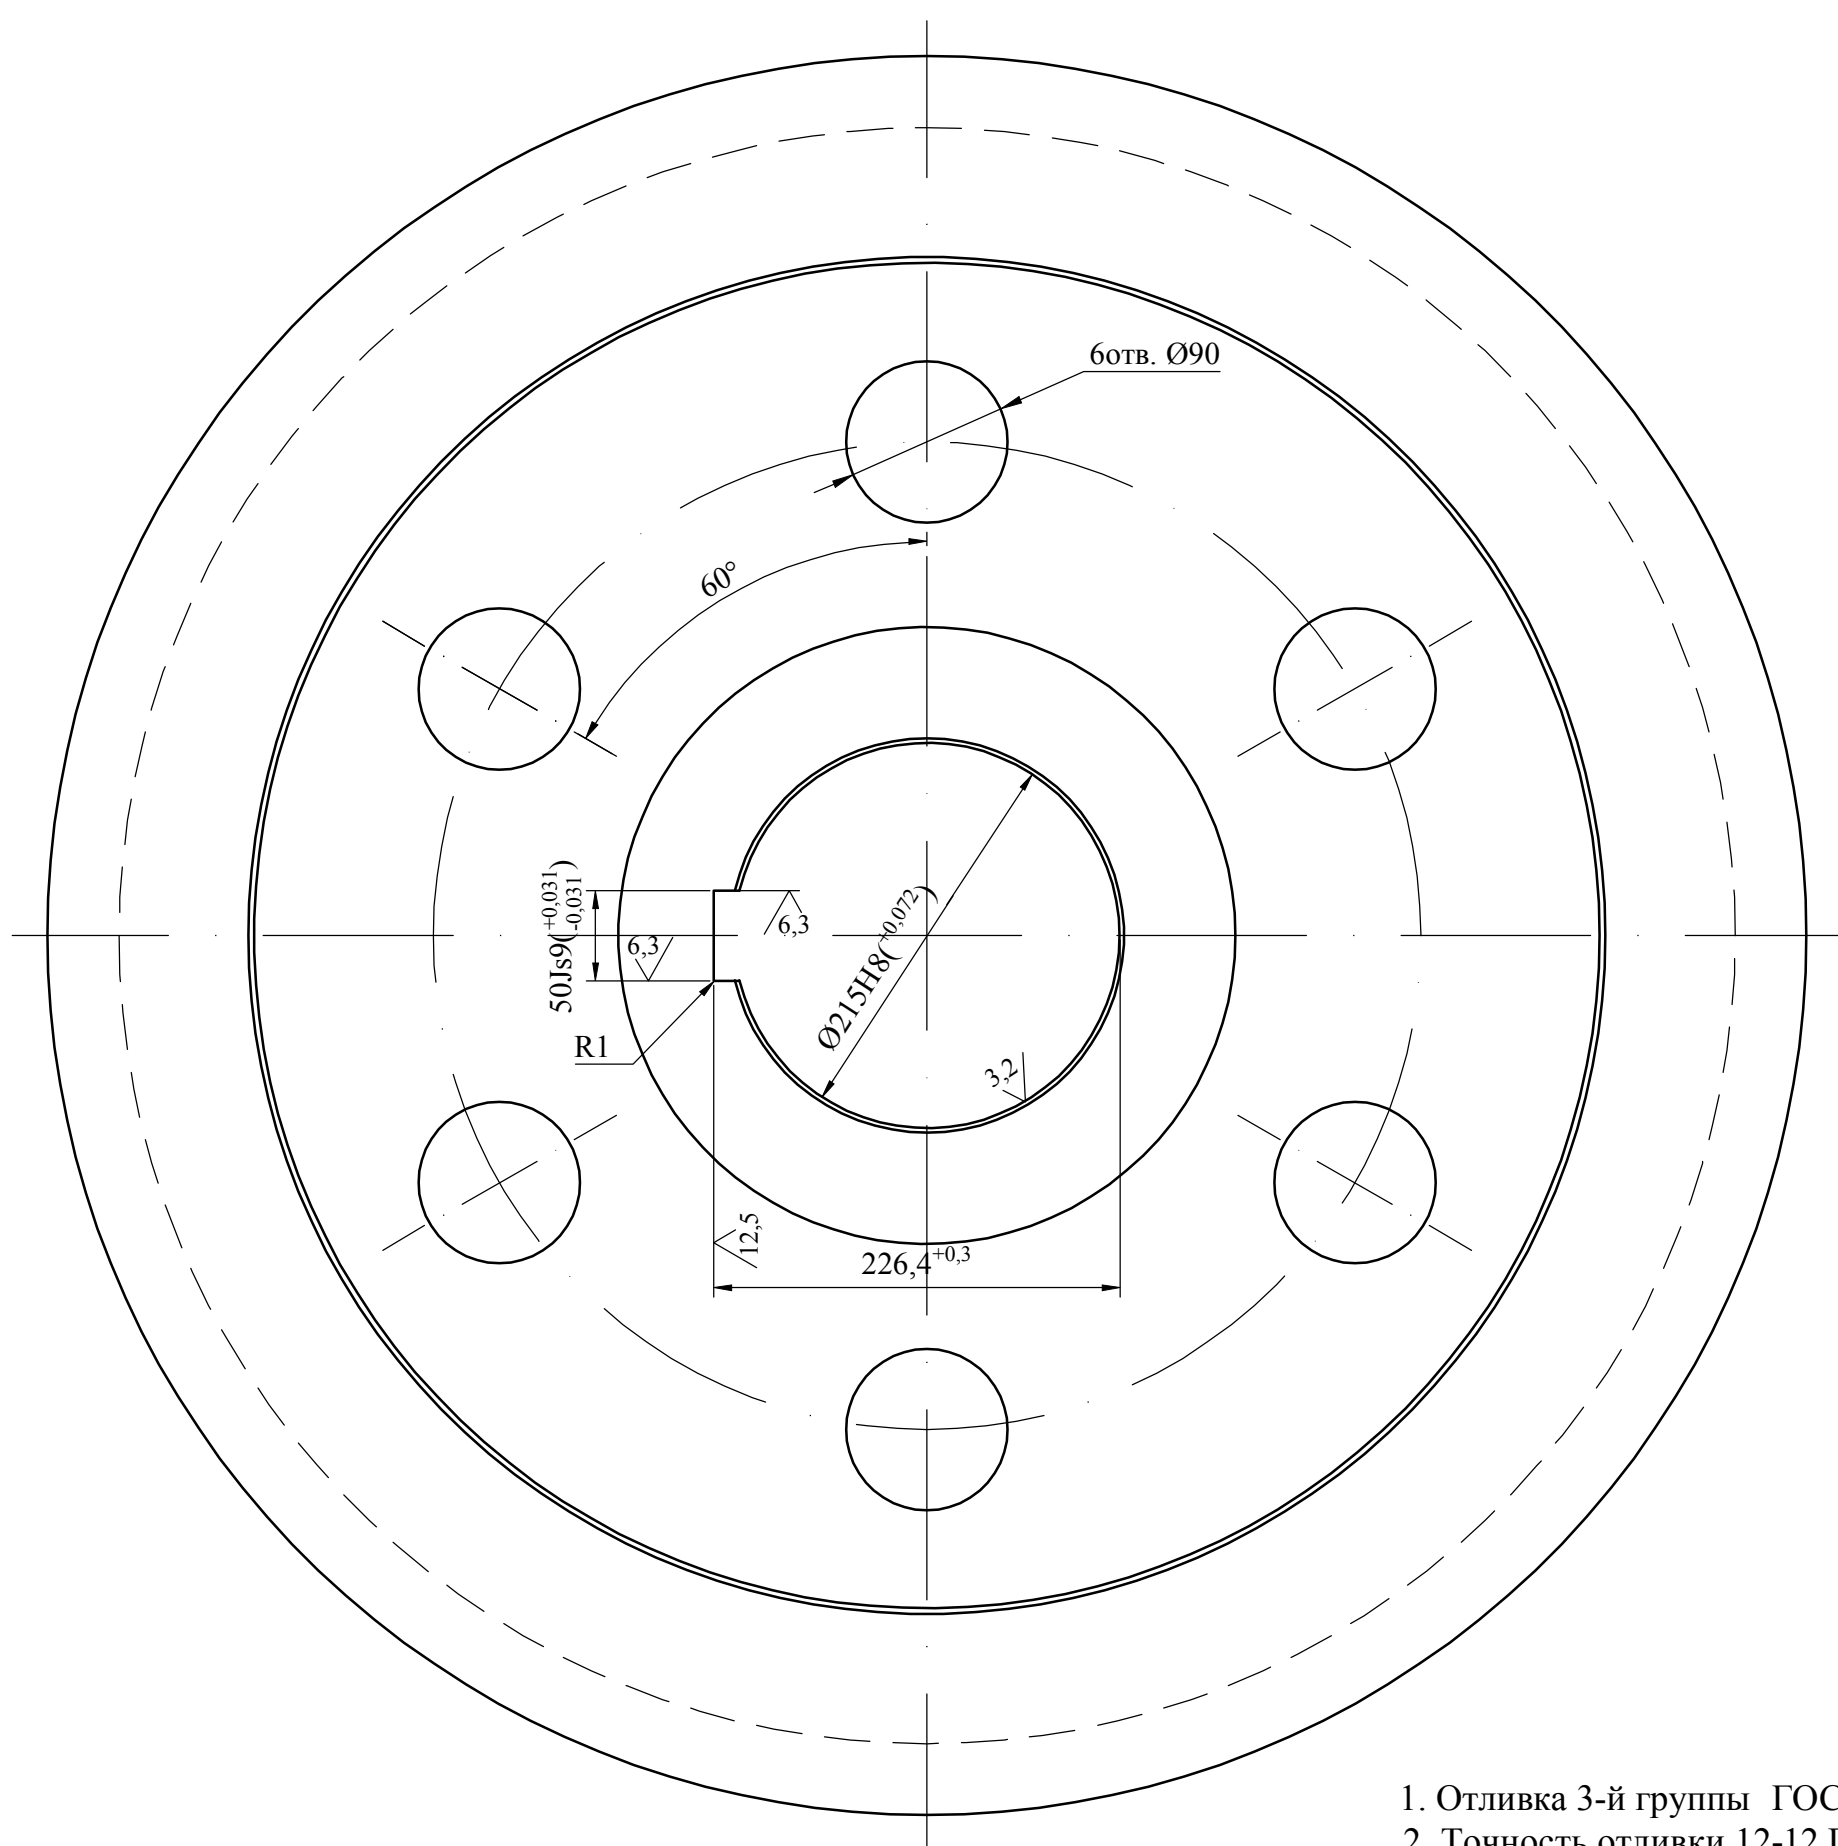 6отв. Ø90
60°
50Js9(+0,031 -0,031)
6,3
6,3
Ø215H8(+0,072)
R1
3,2
12,5
226,4+0,3
1. Отливка 3-й группы ГОС
2. Точность отливки 12-12 Г